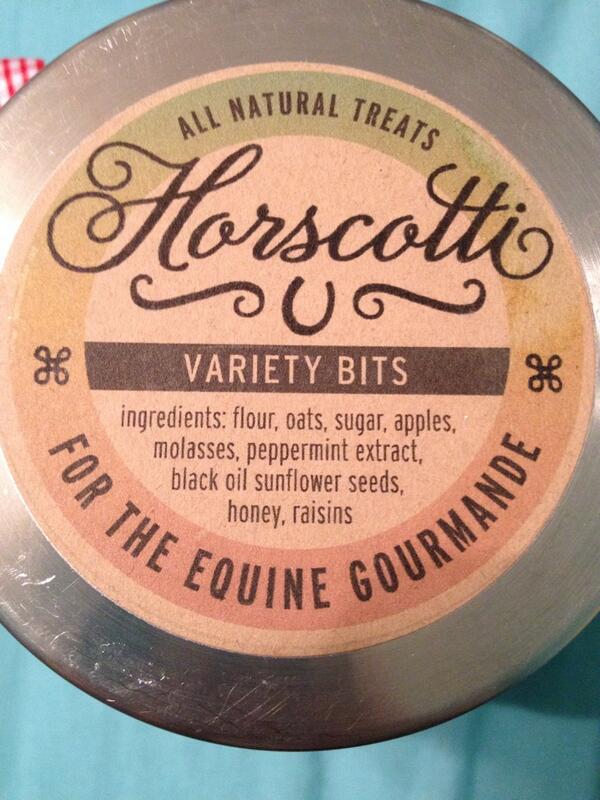 ALL NATURAL TREATS
Horscotti
VARIETY BITS
ingredients: flour, oats, sugar, apples,
molasses, peppermint extract,
black oil sunflower seeds,
honey, raisins
FOR THE EQUINE GOURMANDE